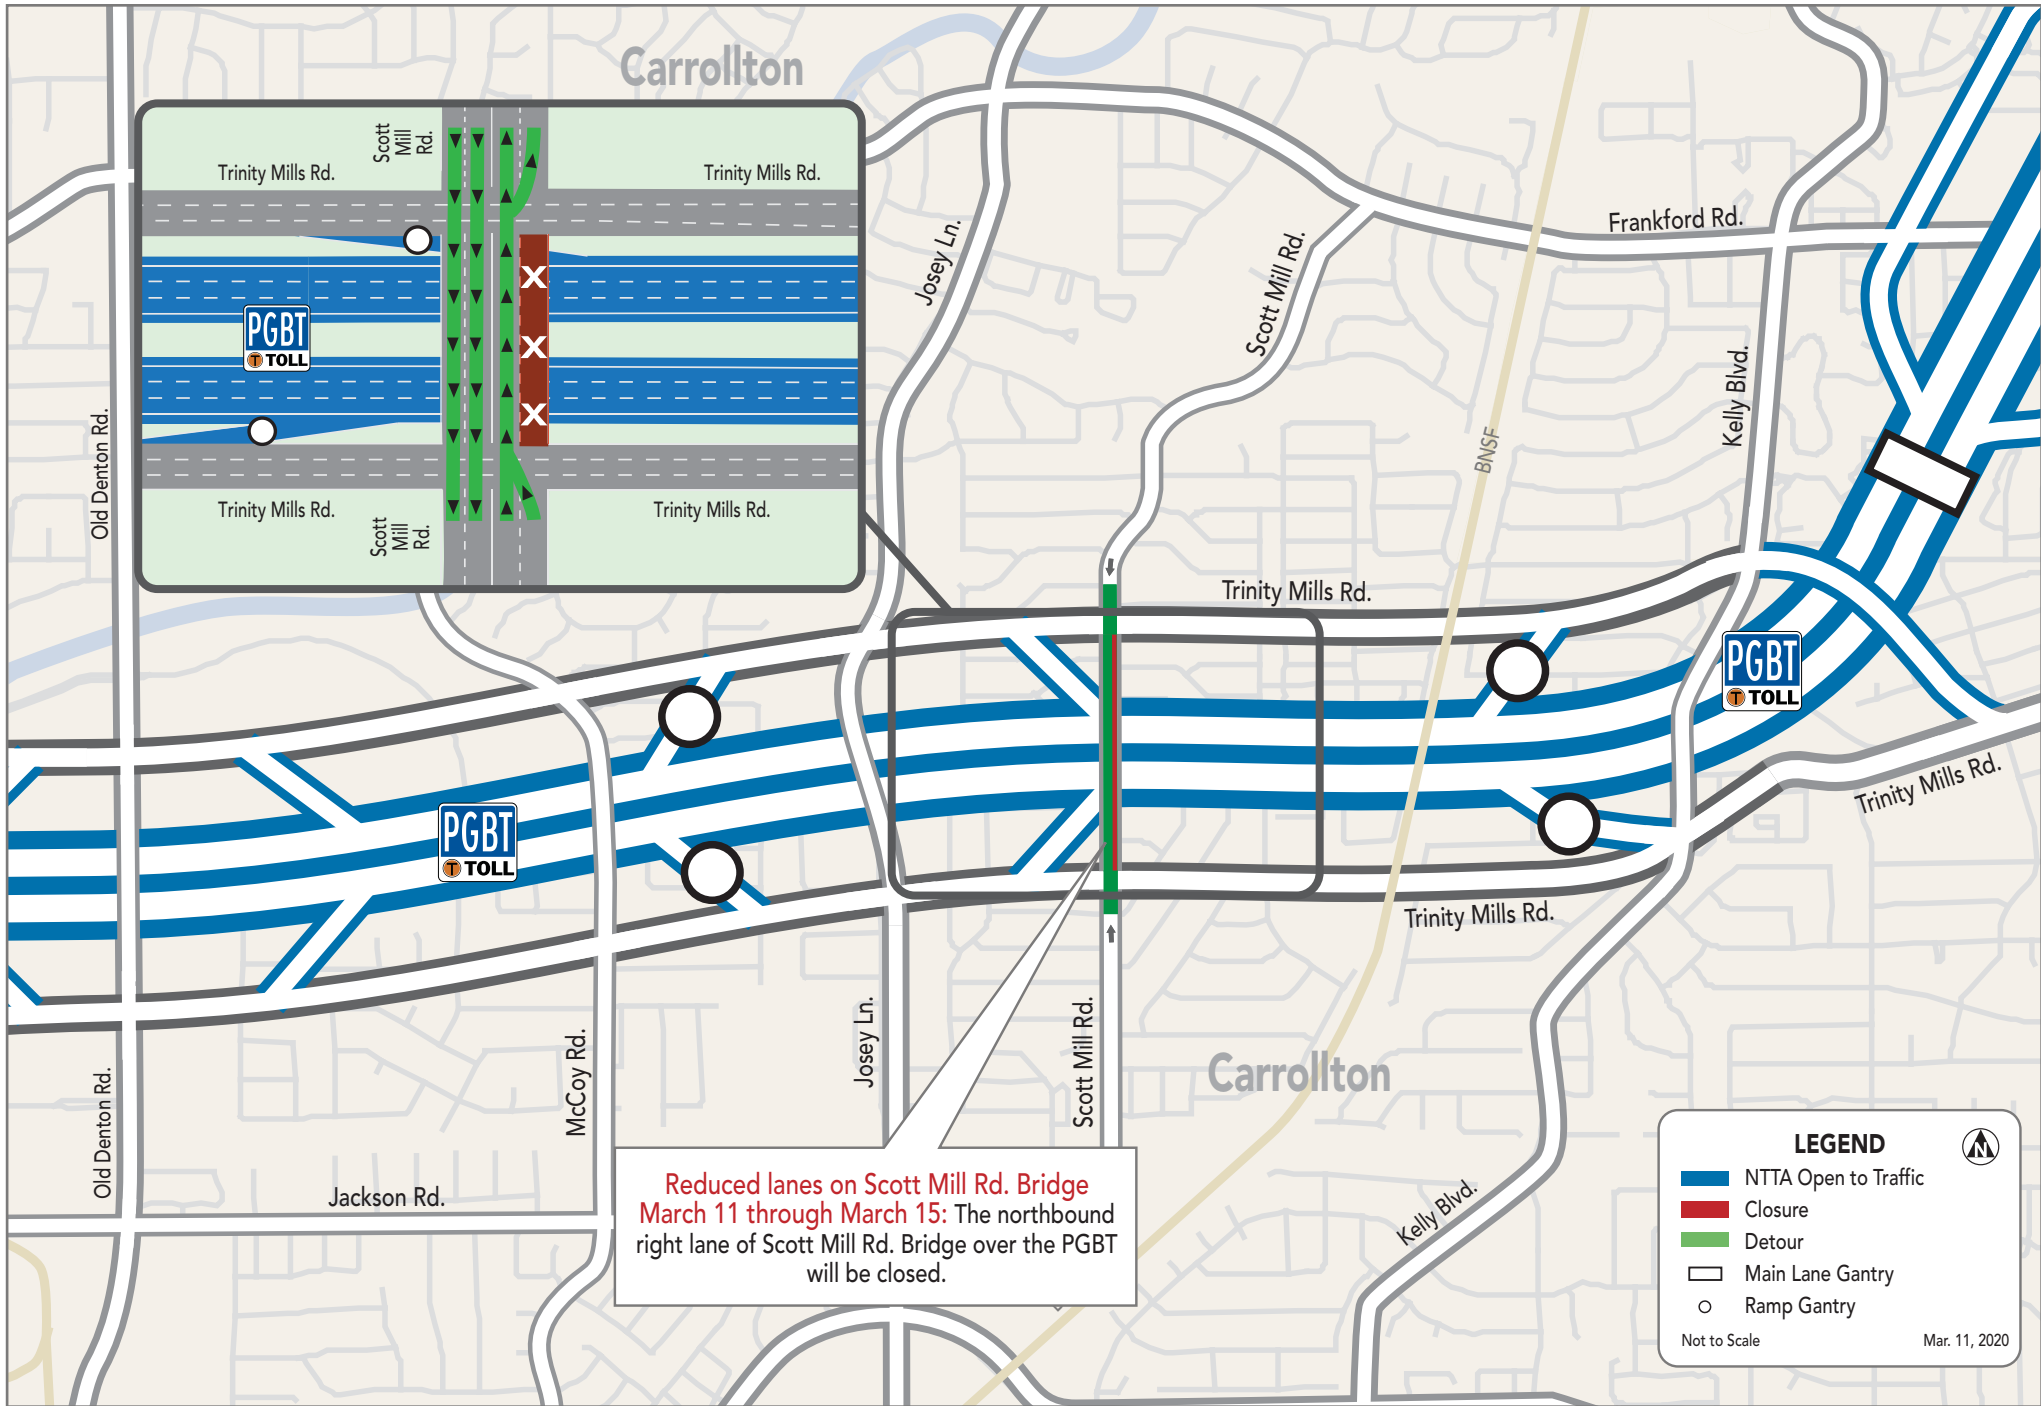 Carrollton
Scott
Mill
Rd.
Trinity Mills Rd.
Trinity Mills Rd.
PGBT
T TOLL
Trinity Mills Rd.
Trinity Mills Rd.
Scott
Mill
Rd.
Old Denton Rd.
Josey Ln.
Scott Mill Rd.
Frankford Rd.
Kelly Blvd.
BNSF
Trinity Mills Rd.
PGBT
T TOLL
PGBT
T TOLL
Trinity Mills Rd.
Trinity Mills Rd.
Old Denton Rd.
McCoy Rd.
Josey Ln.
Scott Mill Rd.
Carrollton
Jackson Rd.
Kelly Blvd.
Reduced lanes on Scott Mill Rd. Bridge
March 11 through March 15: The northbound
right lane of Scott Mill Rd. Bridge over the PGBT
will be closed.
LEGEND
N
NTTA Open to Traffic
Closure
Detour
Main Lane Gantry
Ramp Gantry
Not to Scale
Mar. 11, 2020